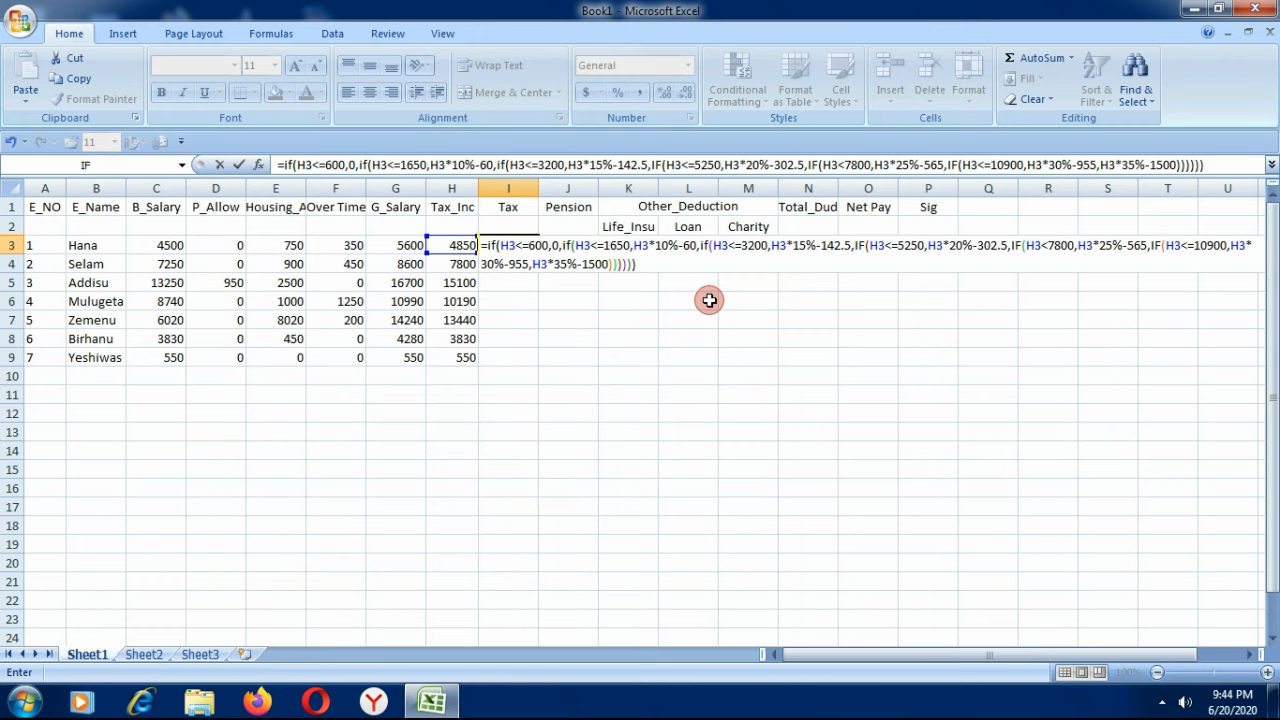 Book1 - Microsoft Excel
Home Insert Page Layout Formulas Data Review View
Paste Cut Copy Format Painter
11
Wrap Text Merge & Center
General
$ % ,
Conditional Formatting Format as Table Cell Styles
Insert Delete Format
Σ AutoSum Fill Clear
Sort & Filter Find & Select
Clipboard Font Alignment Number Styles Cells Editing
11
IF =if(H3<=600,0,if(H3<=1650,H3*10%-60,if(H3<=3200,H3*15%-142.5,IF(H3<=5250,H3*20%-302.5,IF(H3<7800,H3*25%-565,IF(H3<=10900,H3*30%-955,H3*35%-1500))))))
A B C D E F G H I J K L M N O P Q R S T U
1 E_NO E_Name B_Salary P_Allow Housing_A Over Time G_Salary Tax_Inc Tax Pension Other_Deduction Total_Dud Net Pay Sig
2 Life_Insu Loan Charity
3 1 Hana 4500 0 750 350 5600 4850 =if(H3<=600,0,if(H3<=1650,H3*10%-60,if(H3<=3200,H3*15%-142.5,IF(H3<=5250,H3*20%-302.5,IF(H3<7800,H3*25%-565,IF(H3<=10900,H3*
4 2 Selam 7250 0 900 450 8600 7800 30%-955,H3*35%-1500))))))
5 3 Addisu 13250 950 2500 0 16700 15100
6 4 Mulugeta 8740 0 1000 1250 10990 10190
7 5 Zemenu 6020 0 8020 200 14240 13440
8 6 Birhanu 3830 0 450 0 4280 3830
9 7 Yeshiwas 550 0 0 0 550 550
10
11
12
13
14
15
16
17
18
19
20
21
22
23
24
Sheet1 Sheet2 Sheet3
Enter 100%
9:44 PM
6/20/2020